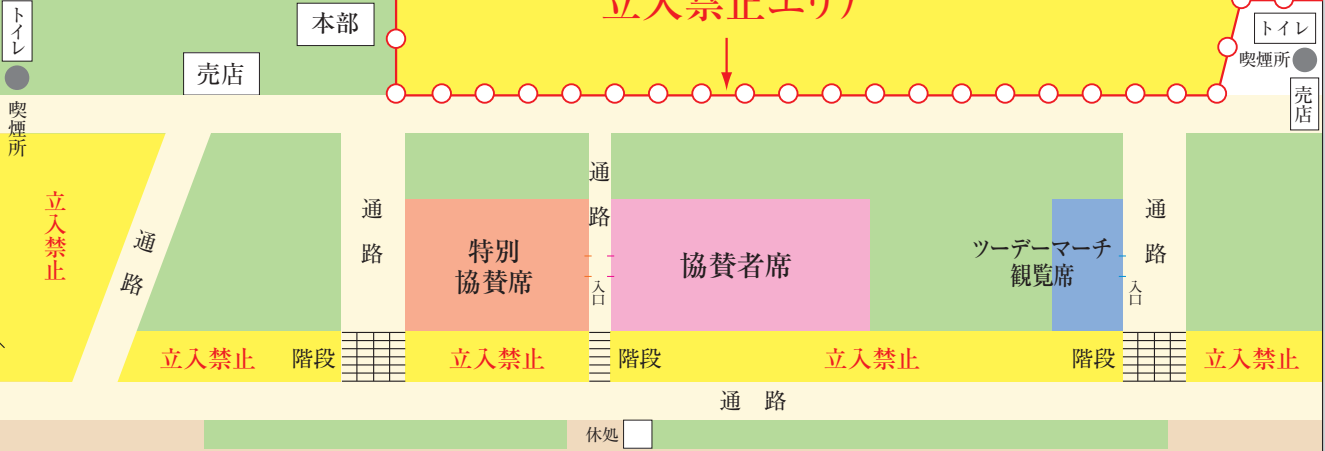 トイレ
本部
立入禁止エリア
トイレ
売店
喫煙所
喫煙所
売店
立入禁止
通路
通路
通路
通路
特別
協賛席
入口
協賛者席
ツーデーマーチ
観覧席
入口
立入禁止
階段
立入禁止
階段
立入禁止
階段
立入禁止
通路
休処